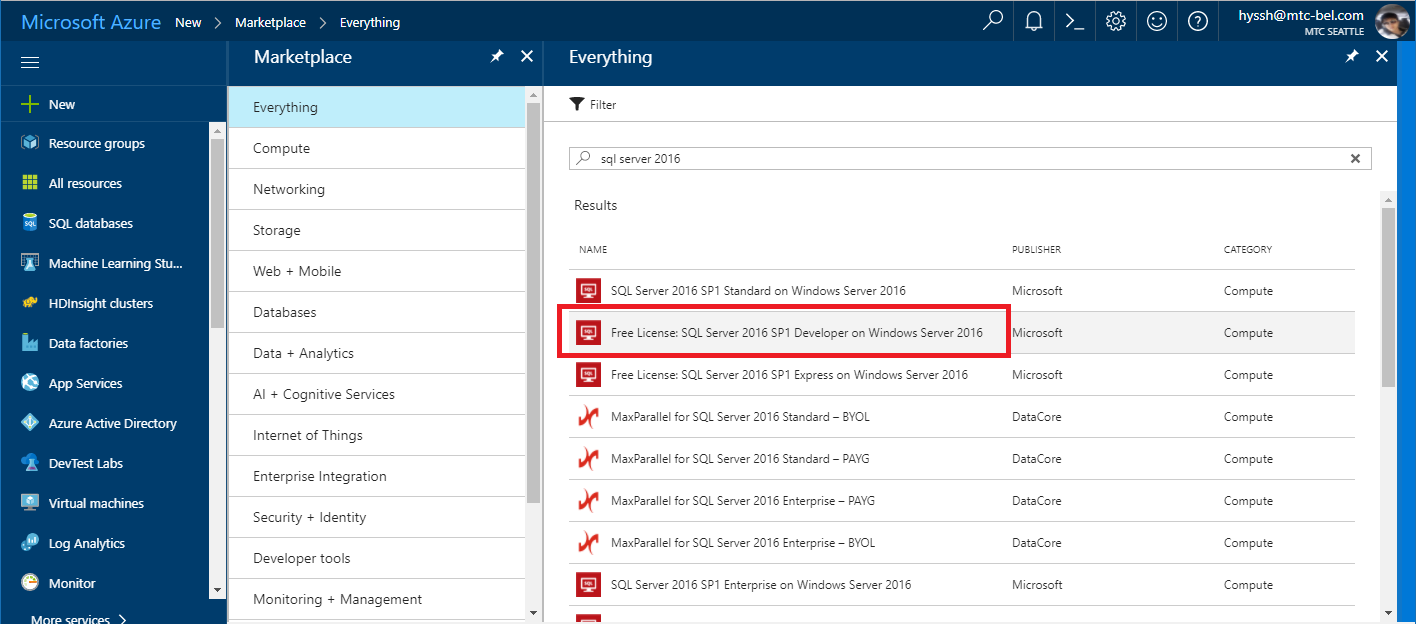 Microsoft Azure New > Marketplace > Everything
hyssh@mtc-bel.com
MTC SEATTLE
New
Resource groups
All resources
SQL databases
Machine Learning Stu...
HDInsight clusters
Data factories
App Services
Azure Active Directory
DevTest Labs
Virtual machines
Log Analytics
Monitor
More services >
Marketplace
Everything
Compute
Networking
Storage
Web + Mobile
Databases
Data + Analytics
AI + Cognitive Services
Internet of Things
Enterprise Integration
Security + Identity
Developer tools
Monitoring + Management
Everything
Filter
sql server 2016
Results
NAME PUBLISHER CATEGORY
SQL Server 2016 SP1 Standard on Windows Server 2016 Microsoft Compute
Free License: SQL Server 2016 SP1 Developer on Windows Server 2016 Microsoft Compute
Free License: SQL Server 2016 SP1 Express on Windows Server 2016 Microsoft Compute
MaxParallel for SQL Server 2016 Standard – BYOL DataCore Compute
MaxParallel for SQL Server 2016 Standard – PAYG DataCore Compute
MaxParallel for SQL Server 2016 Enterprise – PAYG DataCore Compute
MaxParallel for SQL Server 2016 Enterprise – BYOL DataCore Compute
SQL Server 2016 SP1 Enterprise on Windows Server 2016 Microsoft Compute